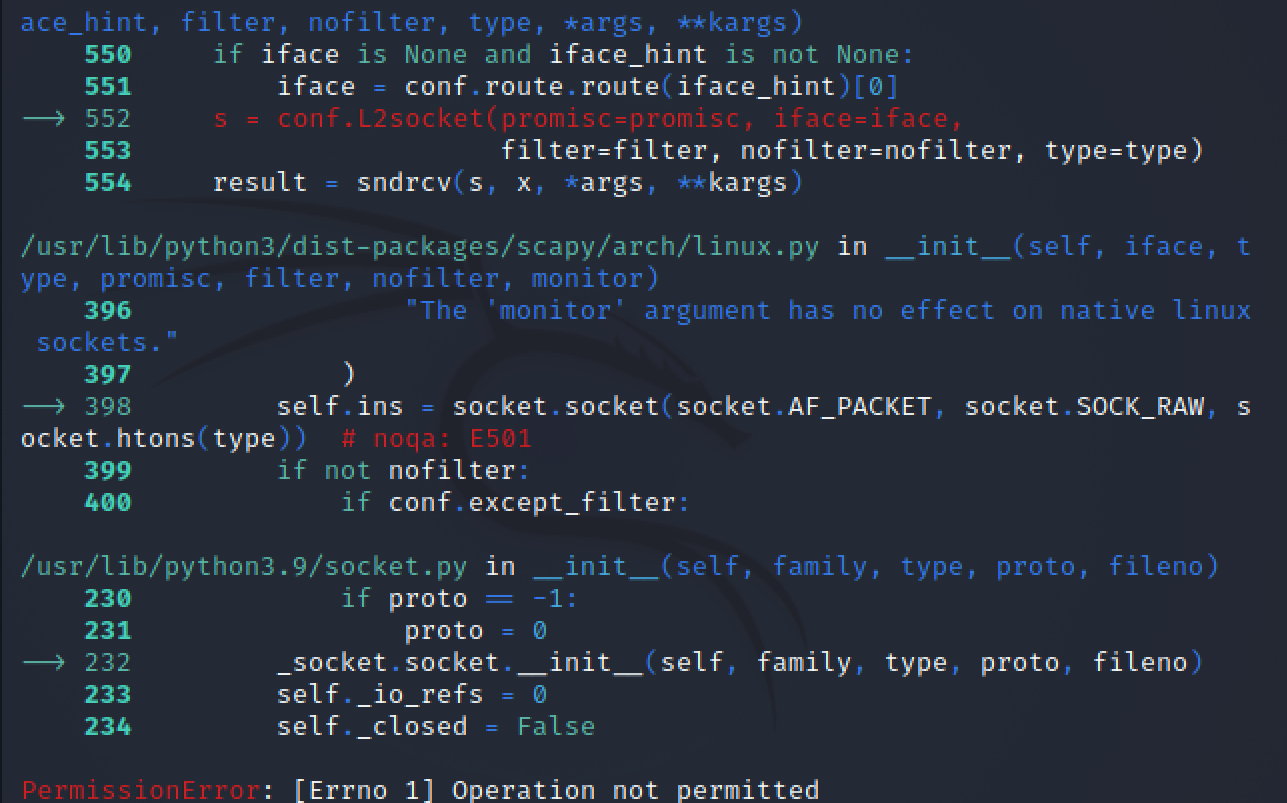 ace_hint, filter, nofilter, type, *args, **kargs)
    550     if iface is None and iface_hint is not None:
    551         iface = conf.route.route(iface_hint)[0]
──> 552     s = conf.L2socket(promisc=promisc, iface=iface,
    553                       filter=filter, nofilter=nofilter, type=type)
    554     result = sndrcv(s, x, *args, **kargs)

/usr/lib/python3/dist-packages/scapy/arch/linux.py in __init__(self, iface, t
ype, promisc, filter, nofilter, monitor)
    396                 "The 'monitor' argument has no effect on native linux
 sockets."
    397             )
──> 398         self.ins = socket.socket(socket.AF_PACKET, socket.SOCK_RAW, s
ocket.htons(type))  # noqa: E501
    399         if not nofilter:
    400             if conf.except_filter:

/usr/lib/python3.9/socket.py in __init__(self, family, type, proto, fileno)
    230             if proto == -1:
    231                 proto = 0
──> 232         _socket.socket.__init__(self, family, type, proto, fileno)
    233         self._io_refs = 0
    234         self._closed = False

PermissionError: [Errno 1] Operation not permitted